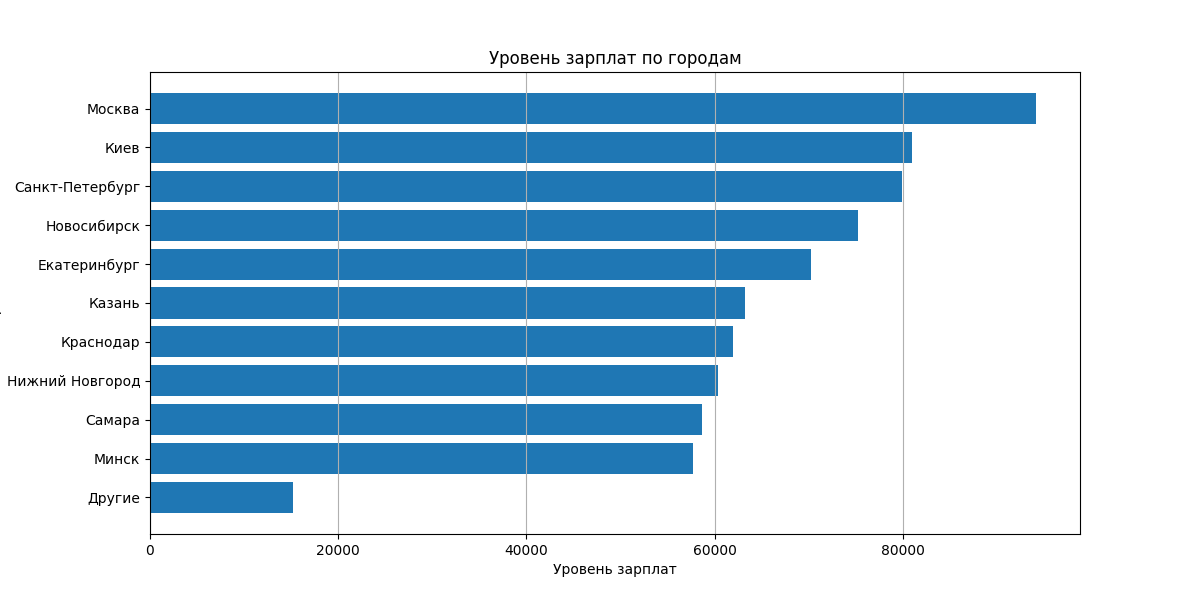 Уровень зарплат по городам
Москва
Киев
Санкт-Петербург
Новосибирск
Екатеринбург
Казань
Краснодар
Нижний Новгород
Самара
Минск
Другие
0 20000 40000 60000 80000
Уровень зарплат